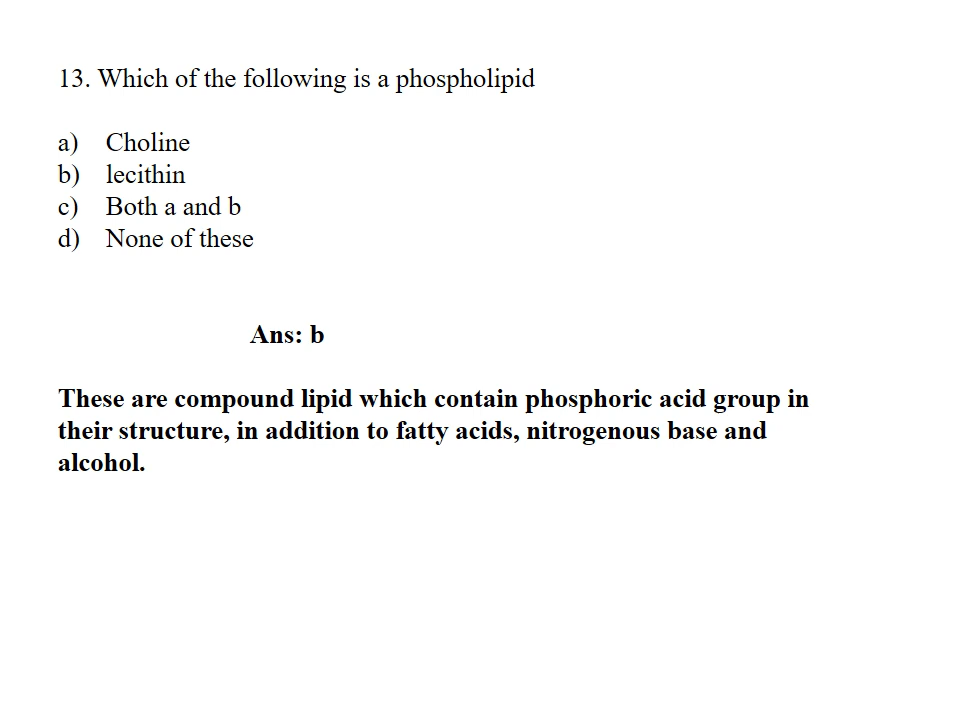 13. Which of the following is a phospholipid
a) Choline
b) lecithin
c) Both a and b
d) None of these
Ans: b
These are compound lipid which contain phosphoric acid group in
their structure, in addition to fatty acids, nitrogenous base and
alcohol.